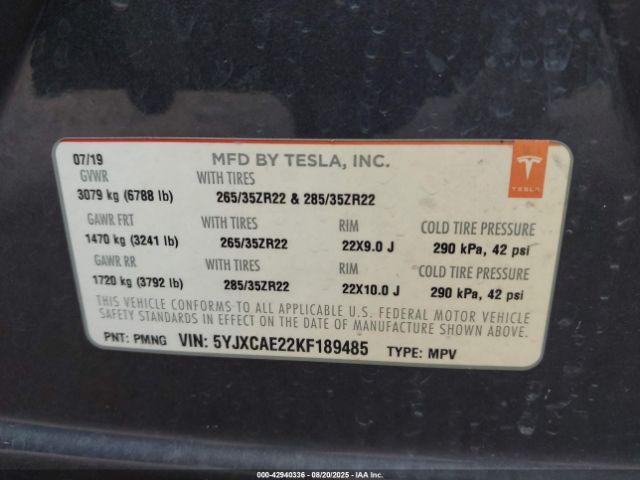 07/19 MFD BY TESLA, INC.
GVWR WITH TIRES
3079 kg (6788 lb) 265/35ZR22 & 285/35ZR22
TESLA
GAWR FRT WITH TIRES RIM COLD TIRE PRESSURE
1470 kg (3241 lb) 265/35ZR22 22X9.0 J 290 kPa, 42 psi
GAWR RR WITH TIRES RIM COLD TIRE PRESSURE
1720 kg (3792 lb) 285/35ZR22 22X10.0 J 290 kPa, 42 psi
THIS VEHICLE CONFORMS TO ALL APPLICABLE U.S. FEDERAL MOTOR VEHICLE
SAFETY STANDARDS IN EFFECT ON THE DATE OF MANUFACTURE SHOWN ABOVE.
PNT: PMNG VIN: 5YJXCAE22KF189485 TYPE: MPV
000-42940336 - 08/20/2025 - IAA Inc.